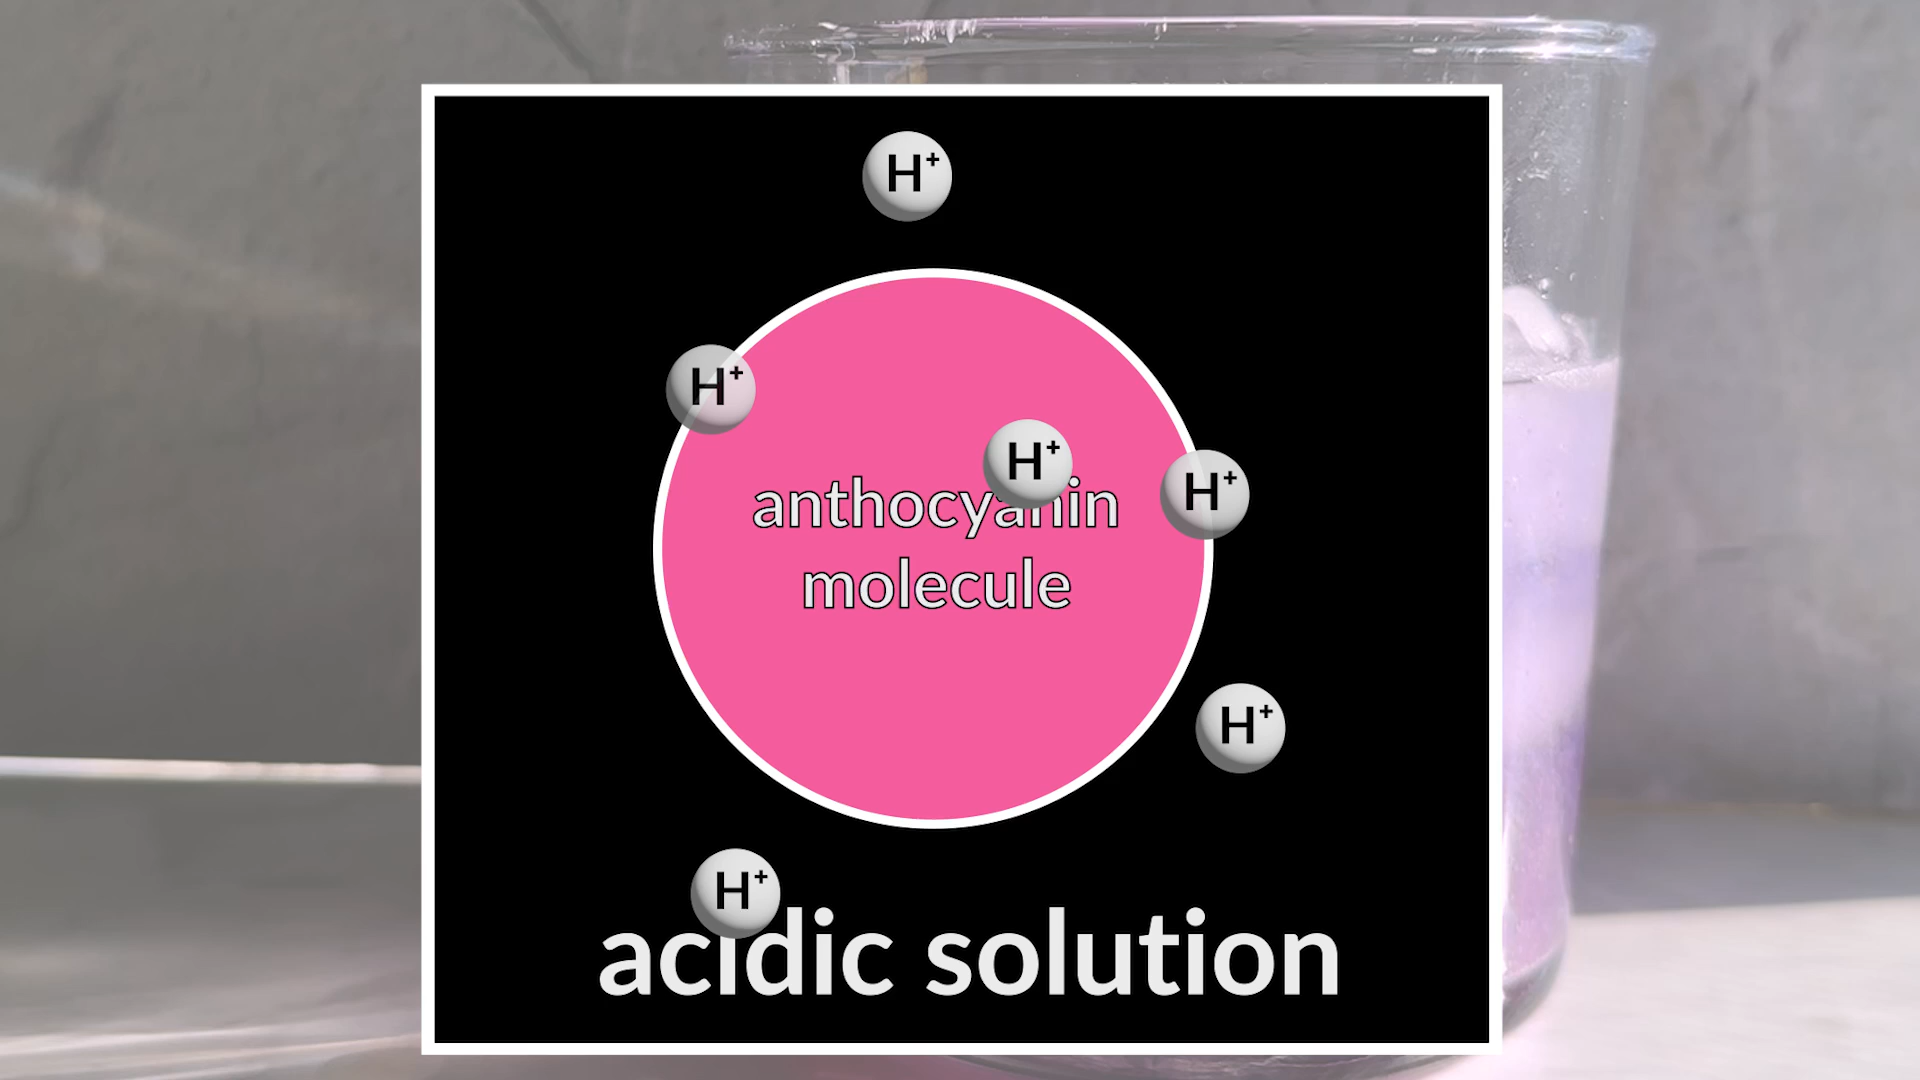 H⁺
H⁺
H⁺
H⁺
anthocyanin
molecule
H⁺
H⁺
acidic solution